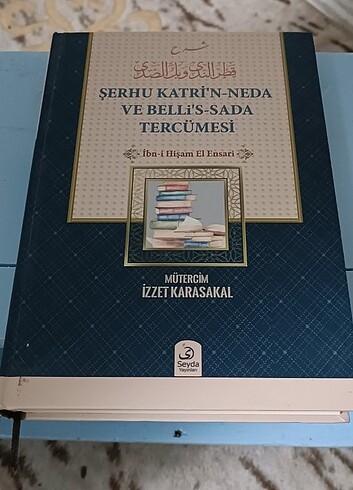 شرح
قطر الندى وبل الصدى
ŞERHU KATRİ'N-NEDA
VE BELLİ'S-SADA
TERCÜMESİ
İbn-i Hişam El Ensari
MÜTERCİM
İZZET KARASAKAL
Seyda
Yayınları